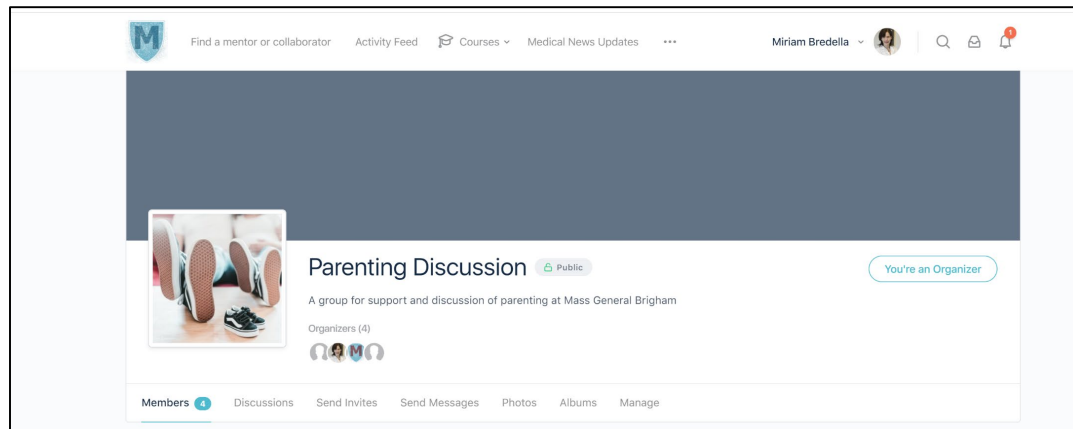 M
Find a mentor or collaborator Activity Feed Courses Medical News Updates ••• Miriam Bredella 1
Parenting Discussion Public
You're an Organizer
A group for support and discussion of parenting at Mass General Brigham
Organizers (4)
M
Members 4 Discussions Send Invites Send Messages Photos Albums Manage